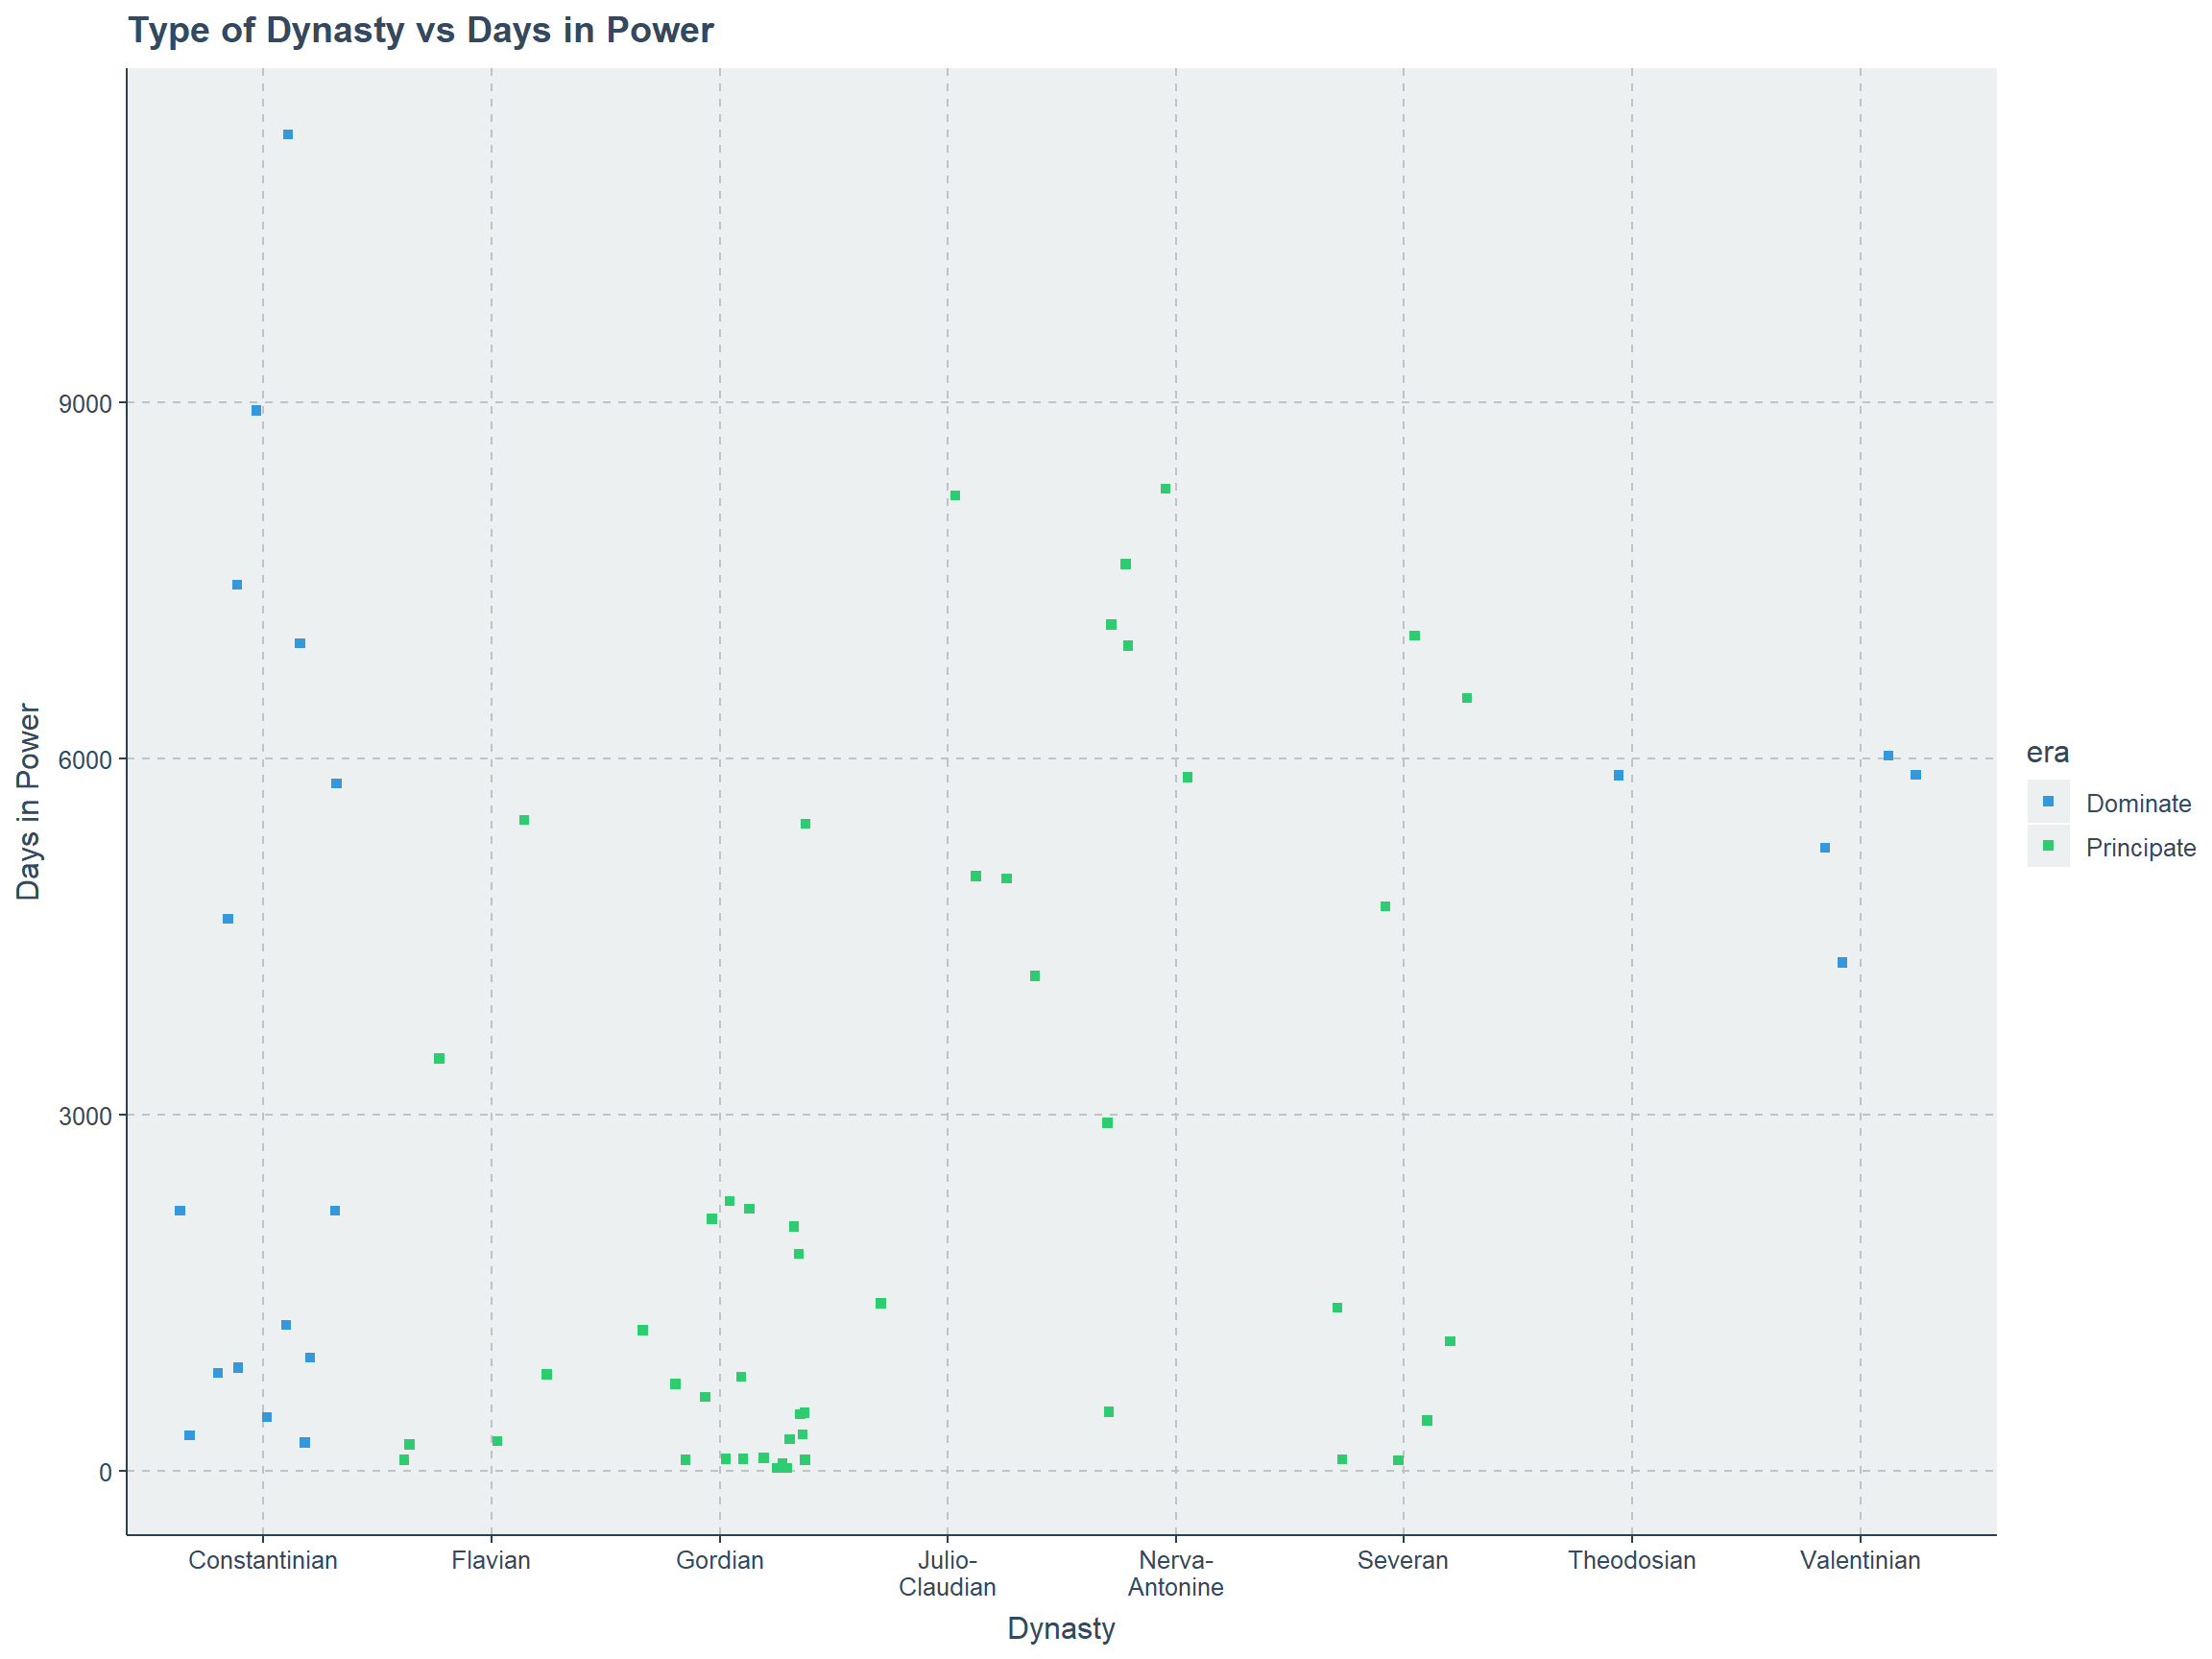 Type of Dynasty vs Days in Power
Days in Power
9000
6000
3000
0
Constantinian
Flavian
Gordian
Julio-
Claudian
Nerva-
Antonine
Severan
Theodosian
Valentinian
Dynasty
era
Dominate
Principate